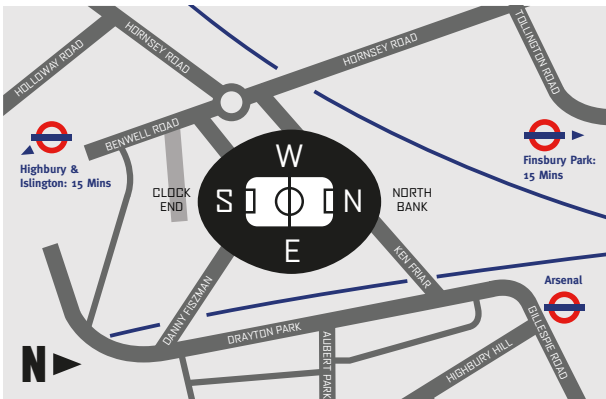 HOLLOWAY ROAD
HORNSEY ROAD
HORNSEY ROAD
TOLLINGTON ROAD
BENWELL ROAD
Highbury &
Islington: 15 Mins
Finsbury Park:
15 Mins
CLOCK
END
W
S
N
E
NORTH
BANK
KEN FRIAR
DANNY FISZMAN
Arsenal
DRAYTON PARK
AUBERT PARK
HIGHBURY HILL
GILLESPIE ROAD
N